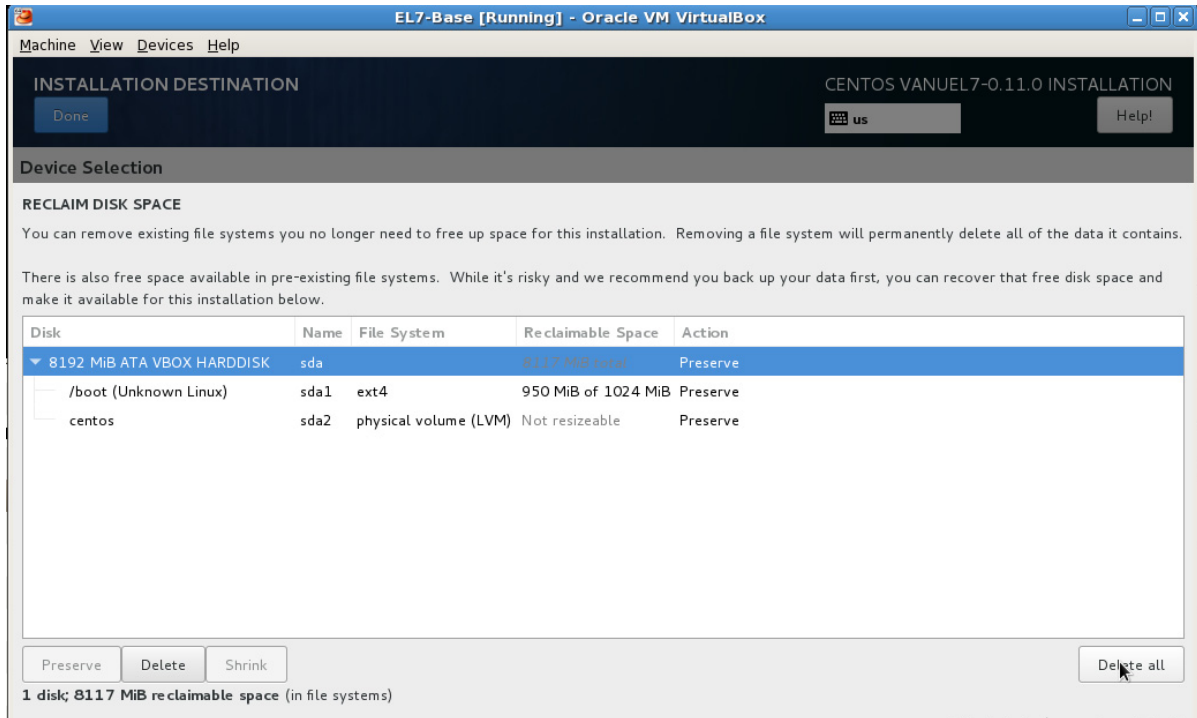 EL7-Base [Running] - Oracle VM VirtualBox
Machine View Devices Help
INSTALLATION DESTINATION
CENTOS VANUEL7-0.11.0 INSTALLATION
Done
us
Help!
Device Selection
RECLAIM DISK SPACE
You can remove existing file systems you no longer need to free up space for this installation. Removing a file system will permanently delete all of the data it contains.
There is also free space available in pre-existing file systems. While it's risky and we recommend you back up your data first, you can recover that free disk space and
make it available for this installation below.
Disk Name File System Reclaimable Space Action
8192 MiB ATA VBOX HARDDISK sda Preserve
/boot (Unknown Linux) sda1 ext4 950 MiB of 1024 MiB Preserve
centos sda2 physical volume (LVM) Not resizeable Preserve
Preserve Delete Shrink Delete all
1 disk; 8117 MiB reclaimable space (in file systems)